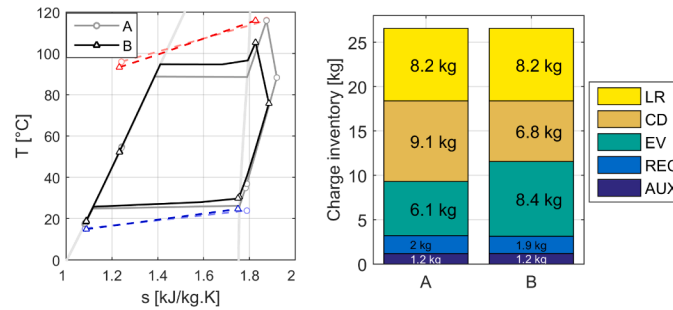 120
100
80
60
40
20
0
T [°C]
A
B
1
1.2
1.4
1.6
1.8
2
s [kJ/kg.K]
Charge inventory [kg]
25
20
15
10
5
0
8.2 kg
9.1 kg
6.1 kg
2 kg
1.2 kg
8.2 kg
6.8 kg
8.4 kg
1.9 kg
1.2 kg
A
B
LR
CD
EV
REC
AUX